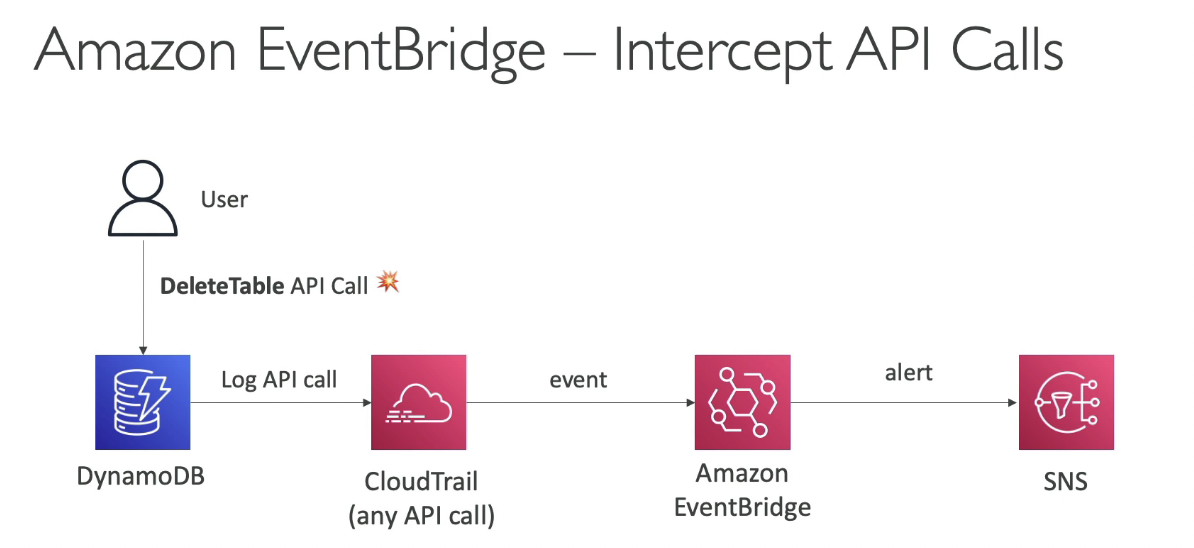 Amazon EventBridge – Intercept API Calls
User
DeleteTable API Call 💥
Log API call
event
alert
DynamoDB
CloudTrail
(any API call)
Amazon
EventBridge
SNS